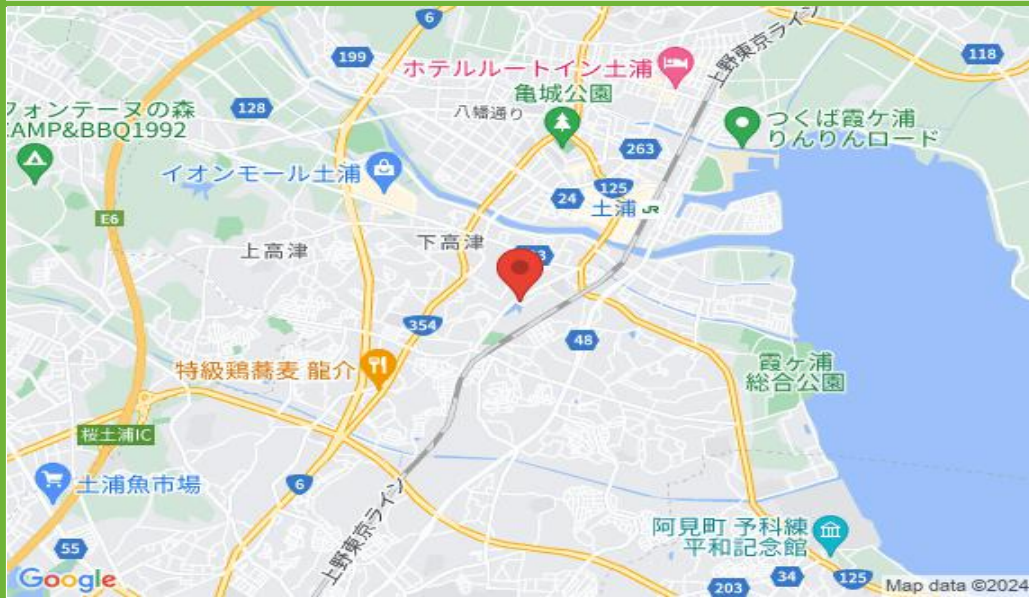 6
上野東京ライン
118
199
ホテルルートイン土浦
フォンテーヌの森
CAMP&BBQ1992
128
八幡通り
亀城公園
つくば霞ケ浦
りんりんロード
263
イオンモール土浦
125
24
土浦 JR
E6
上高津
下高津
354
48
特級鶏蕎麦 龍介
霞ヶ浦
総合公園
桜土浦IC
土浦魚市場
6
上野東京ライン
阿見町 予科練
平和記念館
55
Google
203
34
125
Map data ©2024